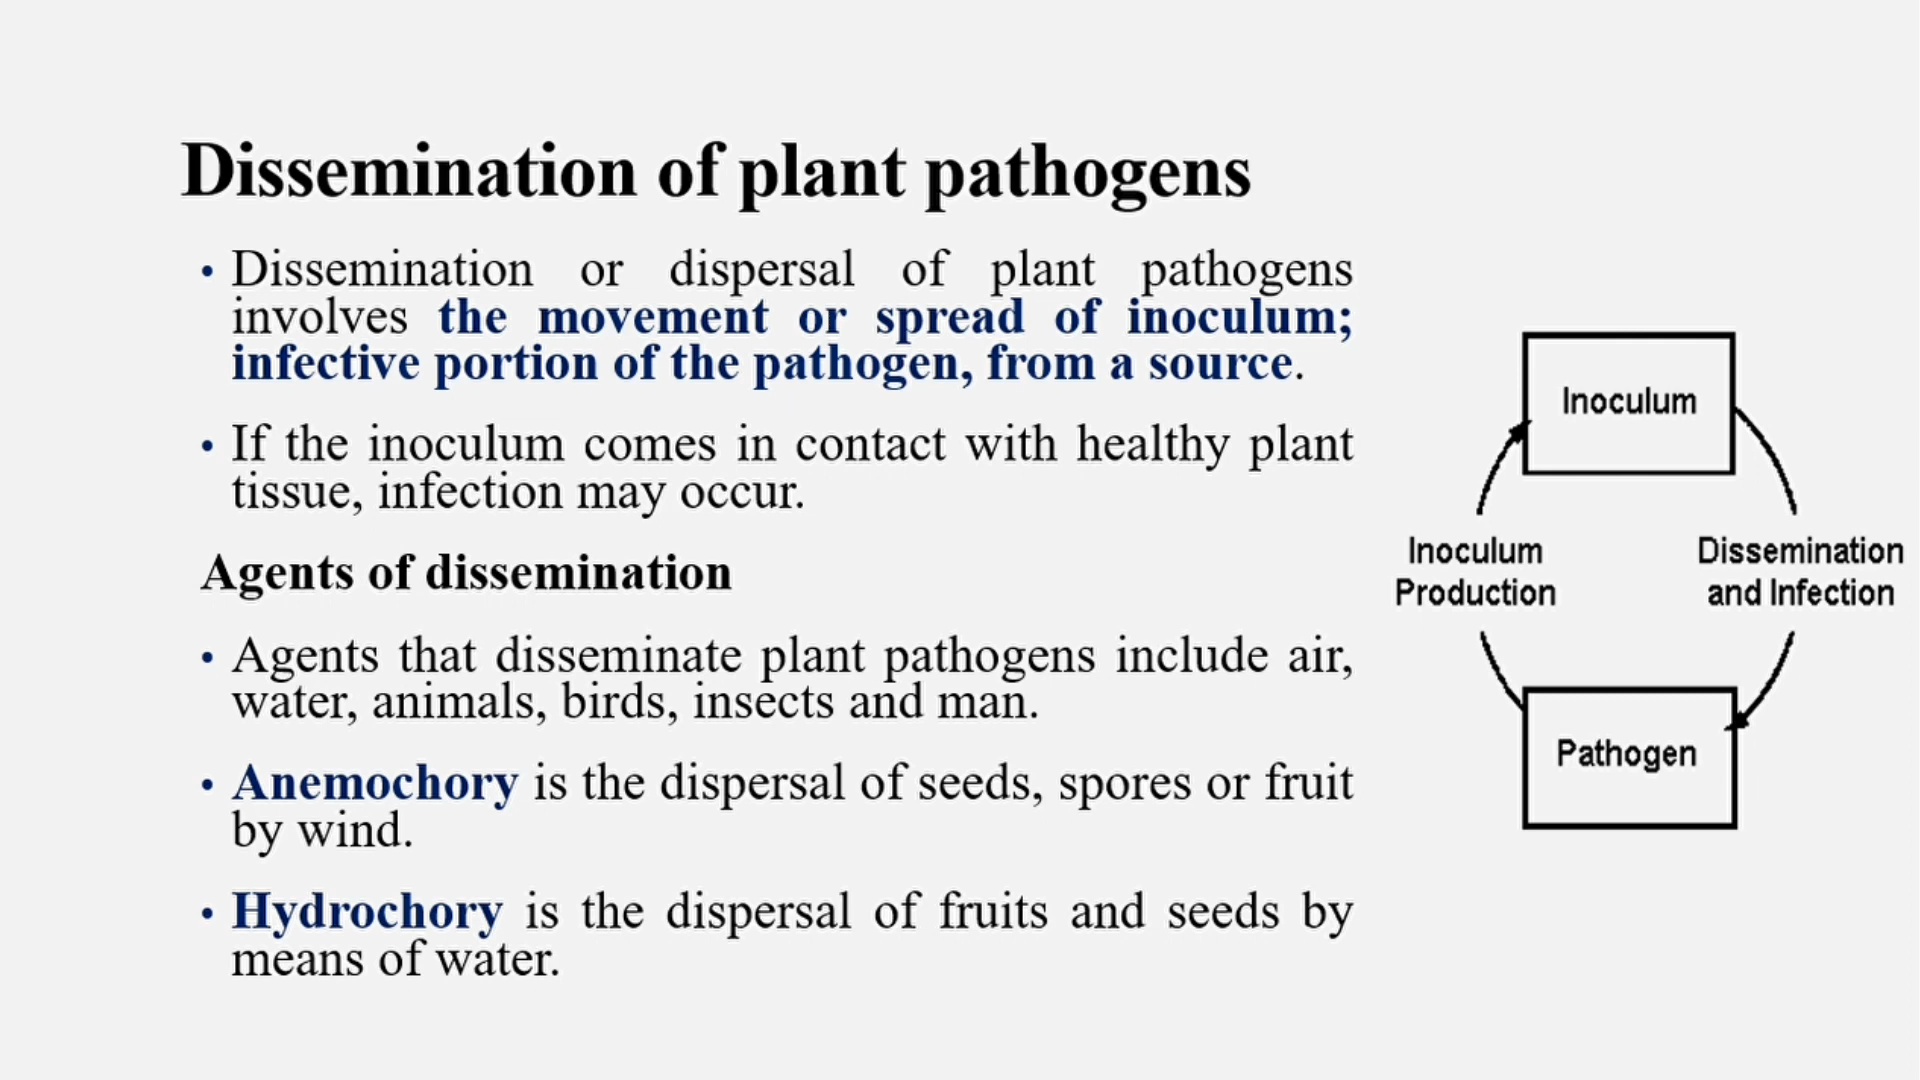 Dissemination of plant pathogens
• Dissemination or dispersal of plant pathogens
involves the movement or spread of inoculum;
infective portion of the pathogen, from a source.
• If the inoculum comes in contact with healthy plant
tissue, infection may occur.
Agents of dissemination
• Agents that disseminate plant pathogens include air,
water, animals, birds, insects and man.
• Anemochory is the dispersal of seeds, spores or fruit
by wind.
• Hydrochory is the dispersal of fruits and seeds by
means of water.
Inoculum
Inoculum
Production
Dissemination
and Infection
Pathogen